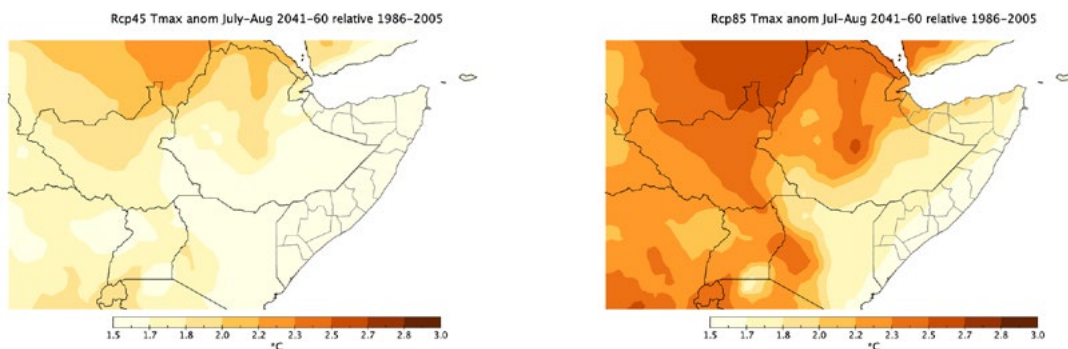 Rcp45 Tmax anom July-Aug 2041-60 relative 1986-2005
1.5 1.7 1.8 2.0 2.2 2.3 2.5 2.7 2.8 3.0
°C
Rcp85 Tmax anom Jul-Aug 2041-60 relative 1986-2005
1.5 1.7 1.8 2.0 2.2 2.3 2.5 2.7 2.8 3.0
°C